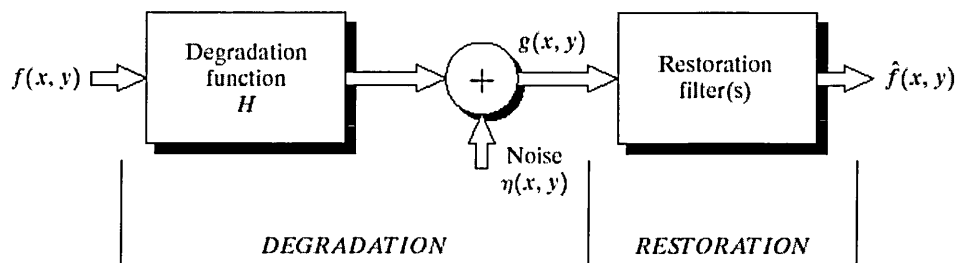 f(x, y)
Degradation
function
H
+
g(x, y)
Noise
η(x, y)
Restoration
filter(s)
f̂(x, y)
DEGRADATION
RESTORATION